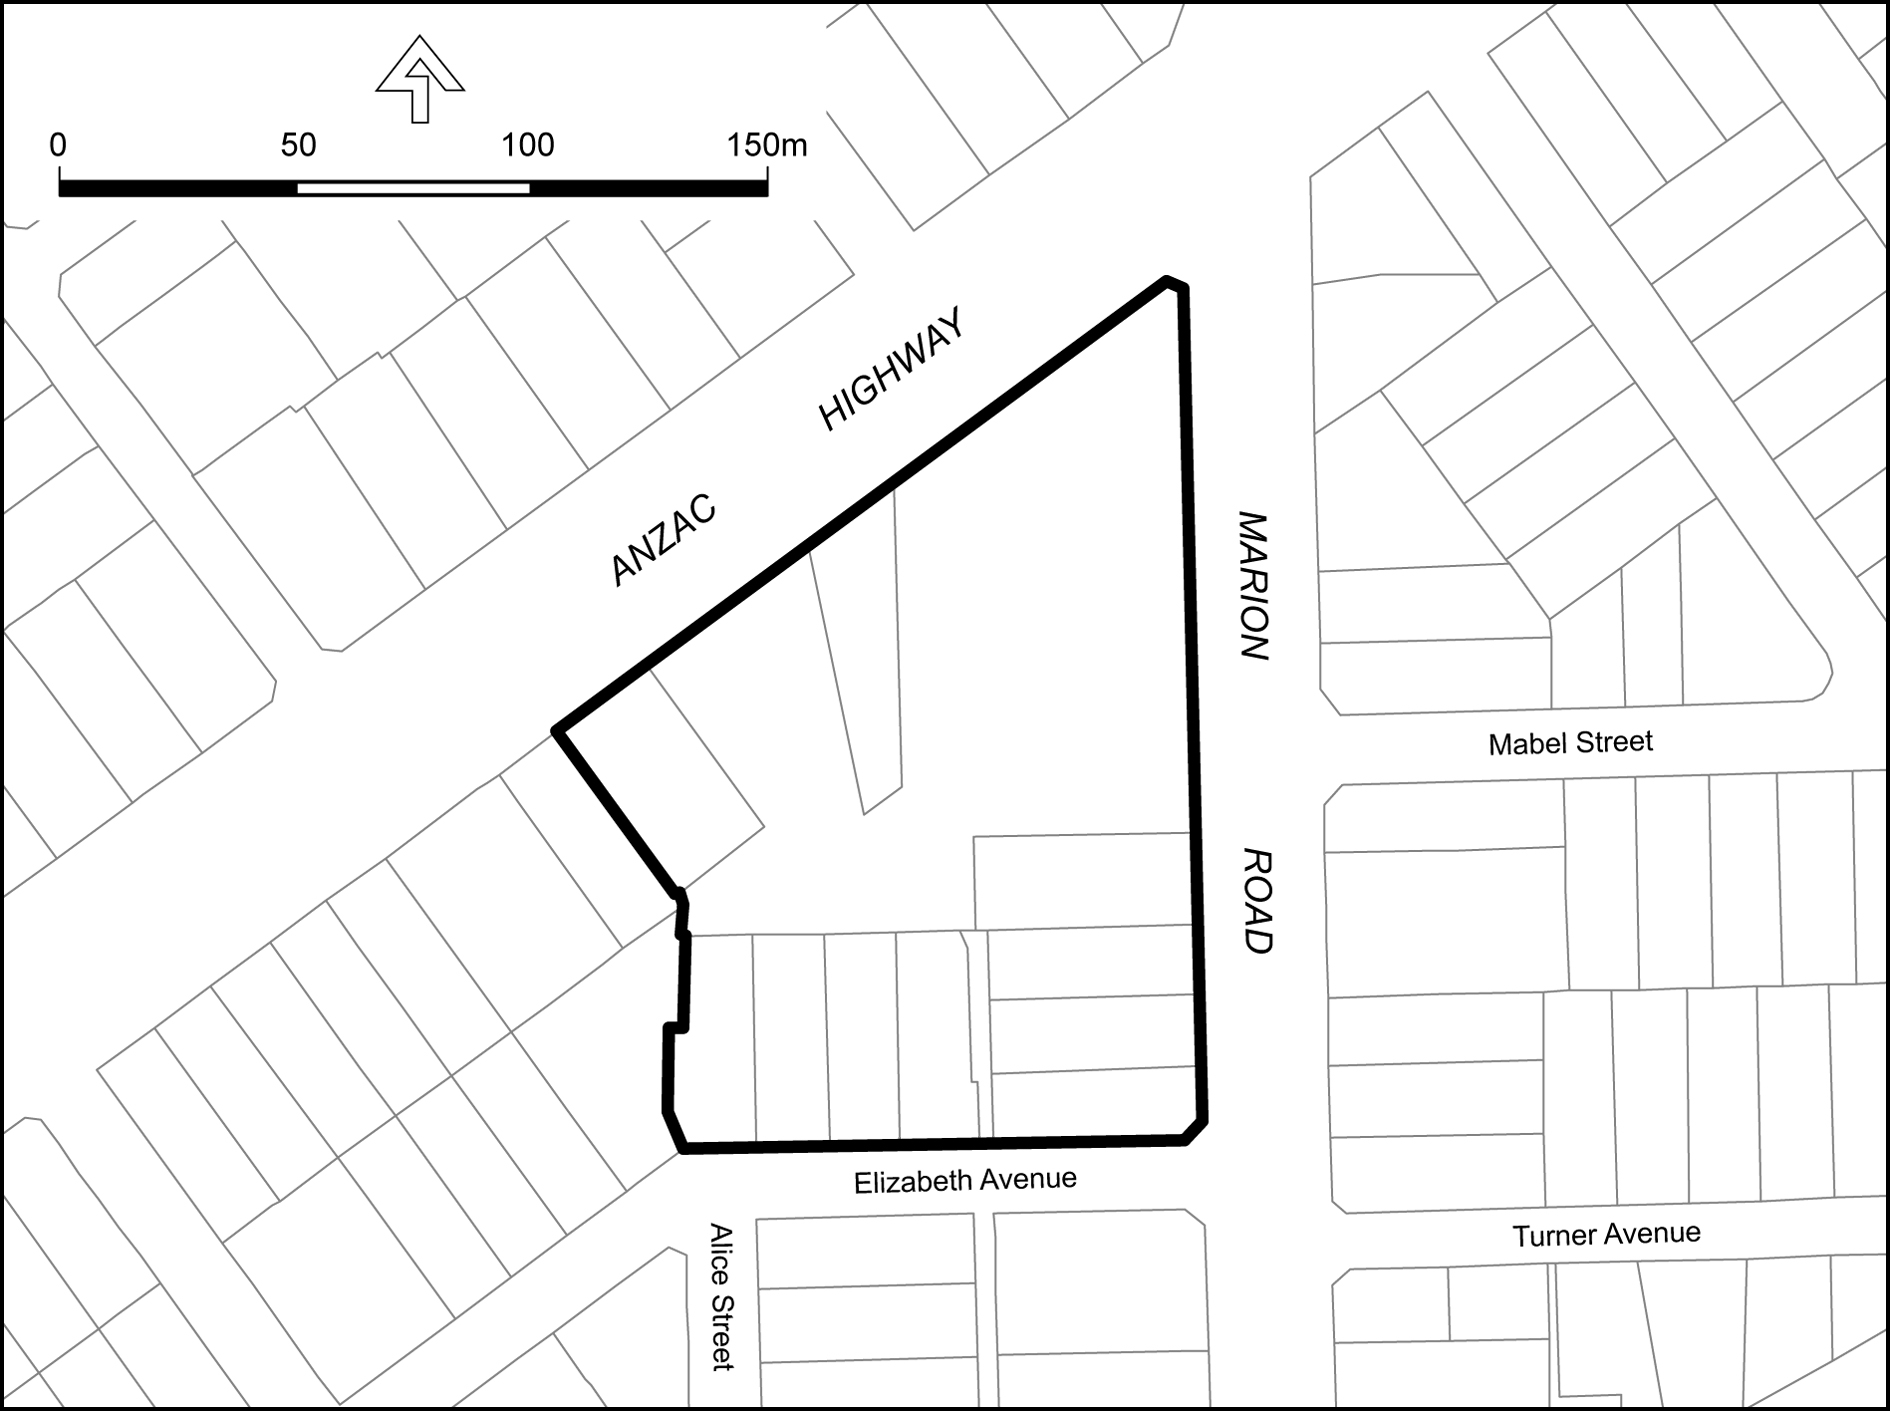 0 50 100 150m
HIGHWAY
ANZAC
MARION
Mabel Street
ROAD
Elizabeth Avenue
Alice Street
Turner Avenue